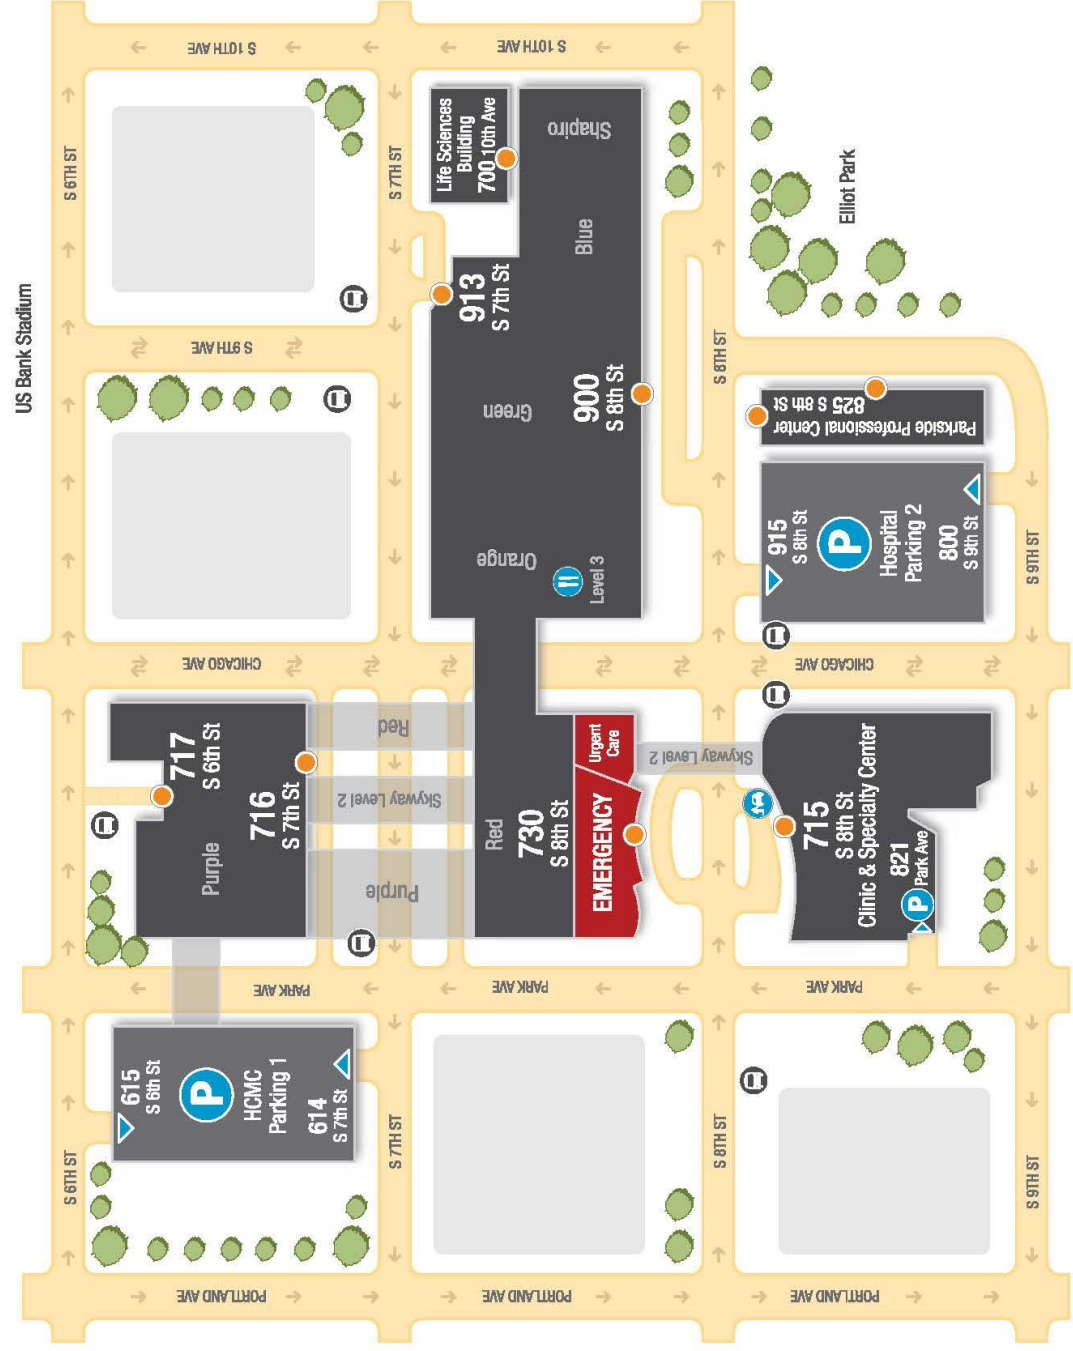 US Bank Stadium
S 10TH AVE
S 10TH AVE
S 6TH ST
S 7TH ST
Life Sciences
Building
700 10th Ave
Shapiro
Blue
Elliot Park
913
S 7th St
S 9TH AVE
S 8TH ST
Green
900
S 8th St
Parkside Professional Center
825 S 8th St
Orange
Level 3
915
S 8th St
P
Hospital
Parking 2
800
S 9th St
S 9TH ST
CHICAGO AVE
CHICAGO AVE
717
S 6th St
716
S 7th St
Purple
Red
Skyway Level 2
Purple
Red
730
S 8th St
Urgent
Care
EMERGENCY
Skyway Level 2
715
S 8th St
Clinic & Specialty Center
821
Park Ave
P
PARK AVE
PARK AVE
PARK AVE
615
S 6th St
P
HCMC
Parking 1
614
S 7th St
S 6TH ST
S 7TH ST
S 8TH ST
S 9TH ST
PORTLAND AVE
PORTLAND AVE
PORTLAND AVE